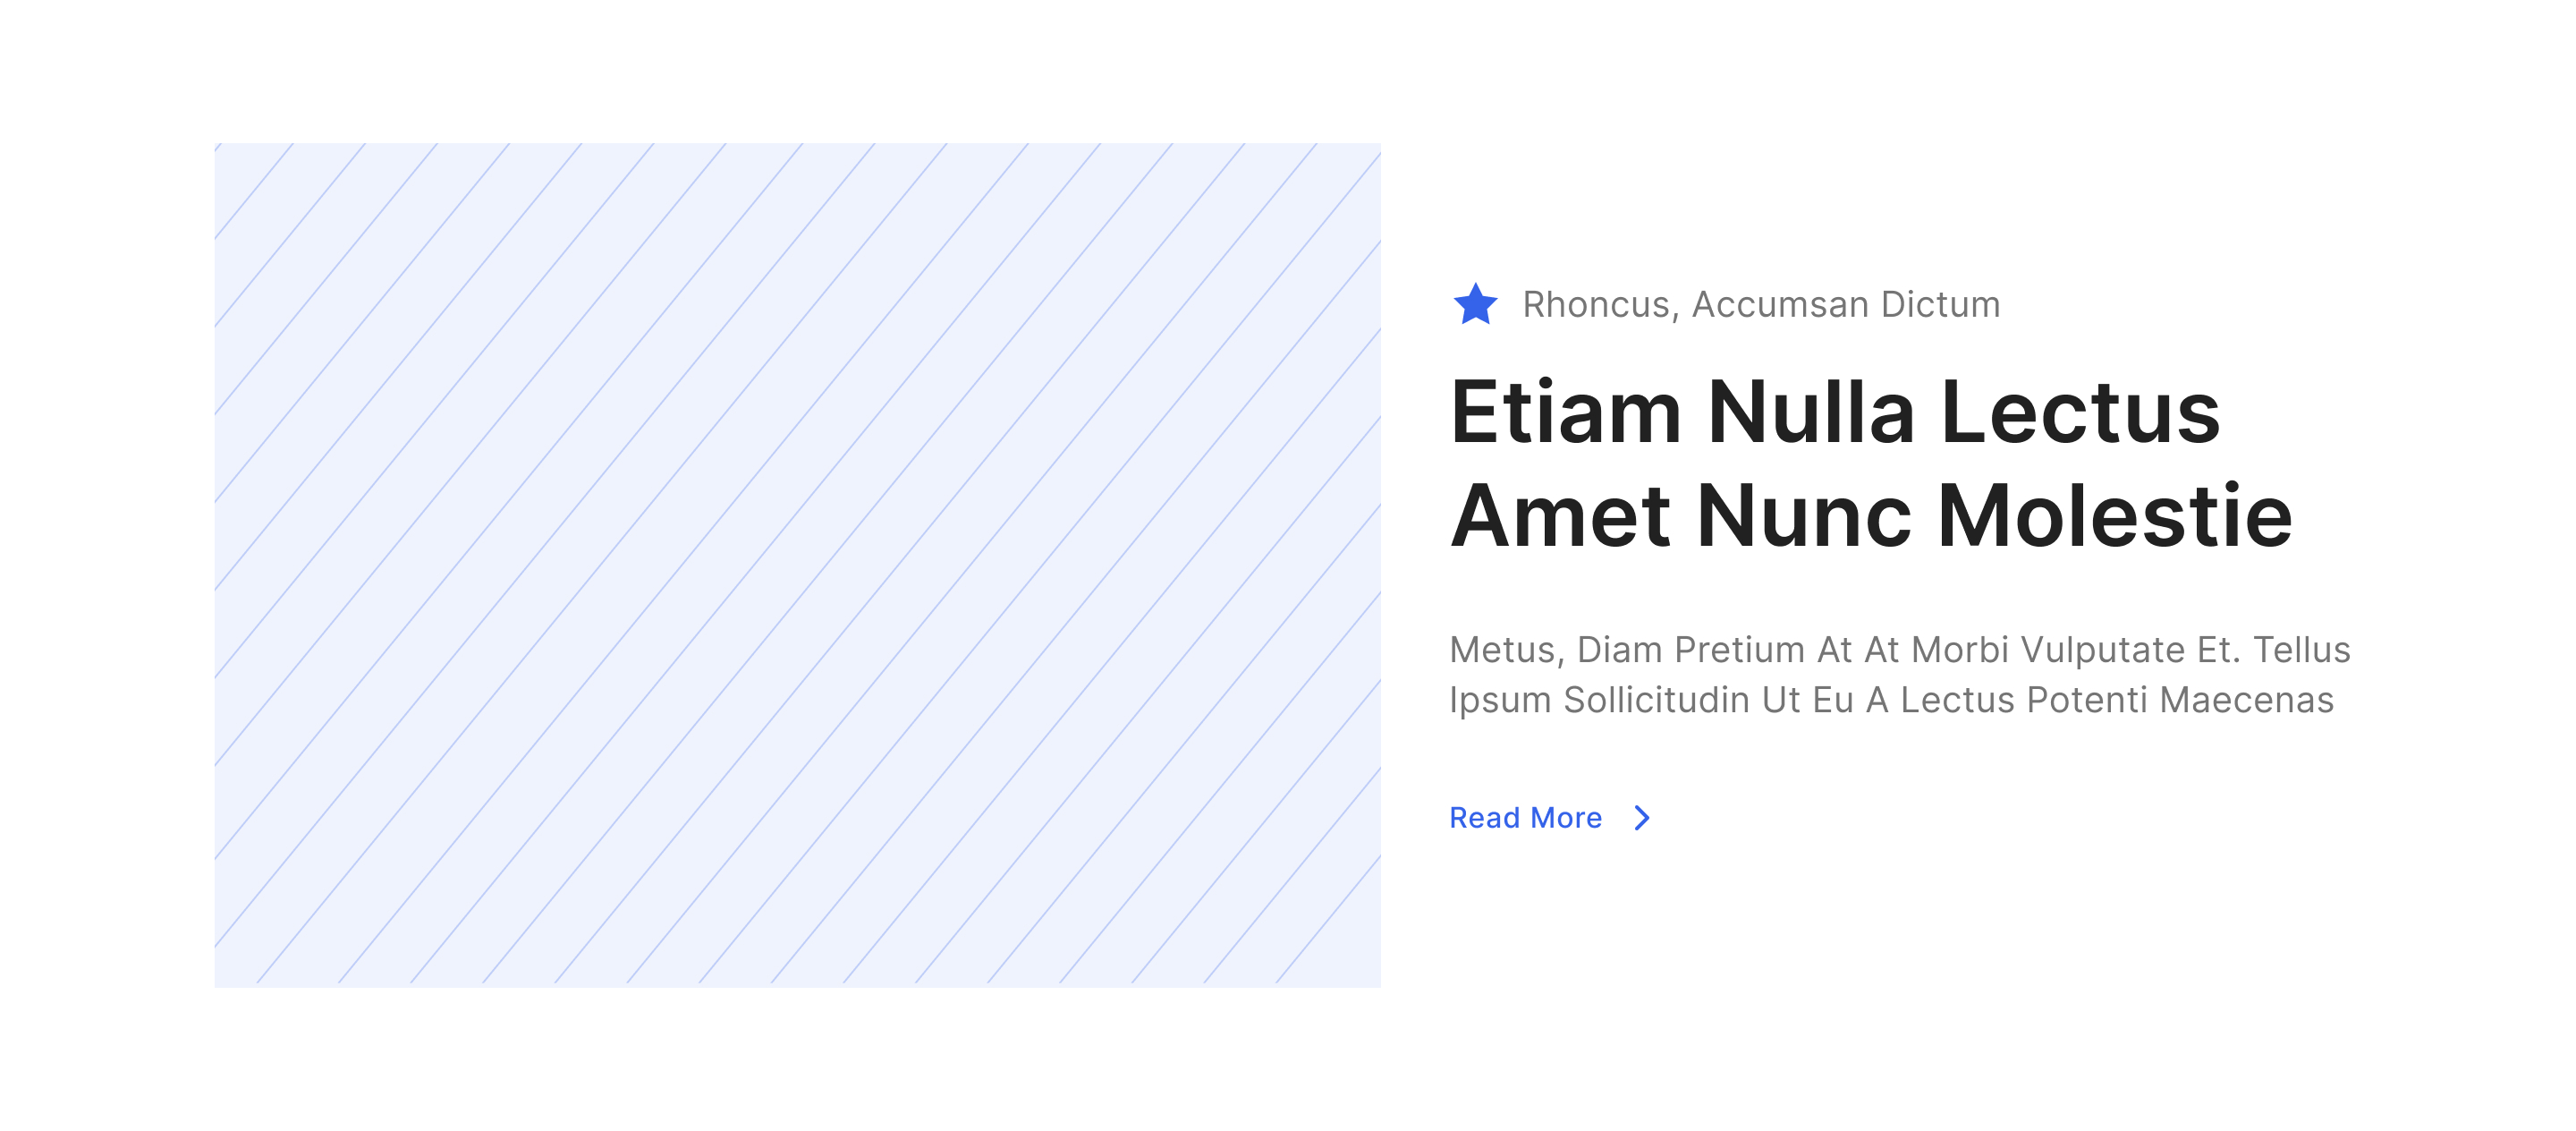 Rhoncus, Accumsan Dictum
Etiam Nulla Lectus
Amet Nunc Molestie
Metus, Diam Pretium At At Morbi Vulputate Et. Tellus
Ipsum Sollicitudin Ut Eu A Lectus Potenti Maecenas
Read More